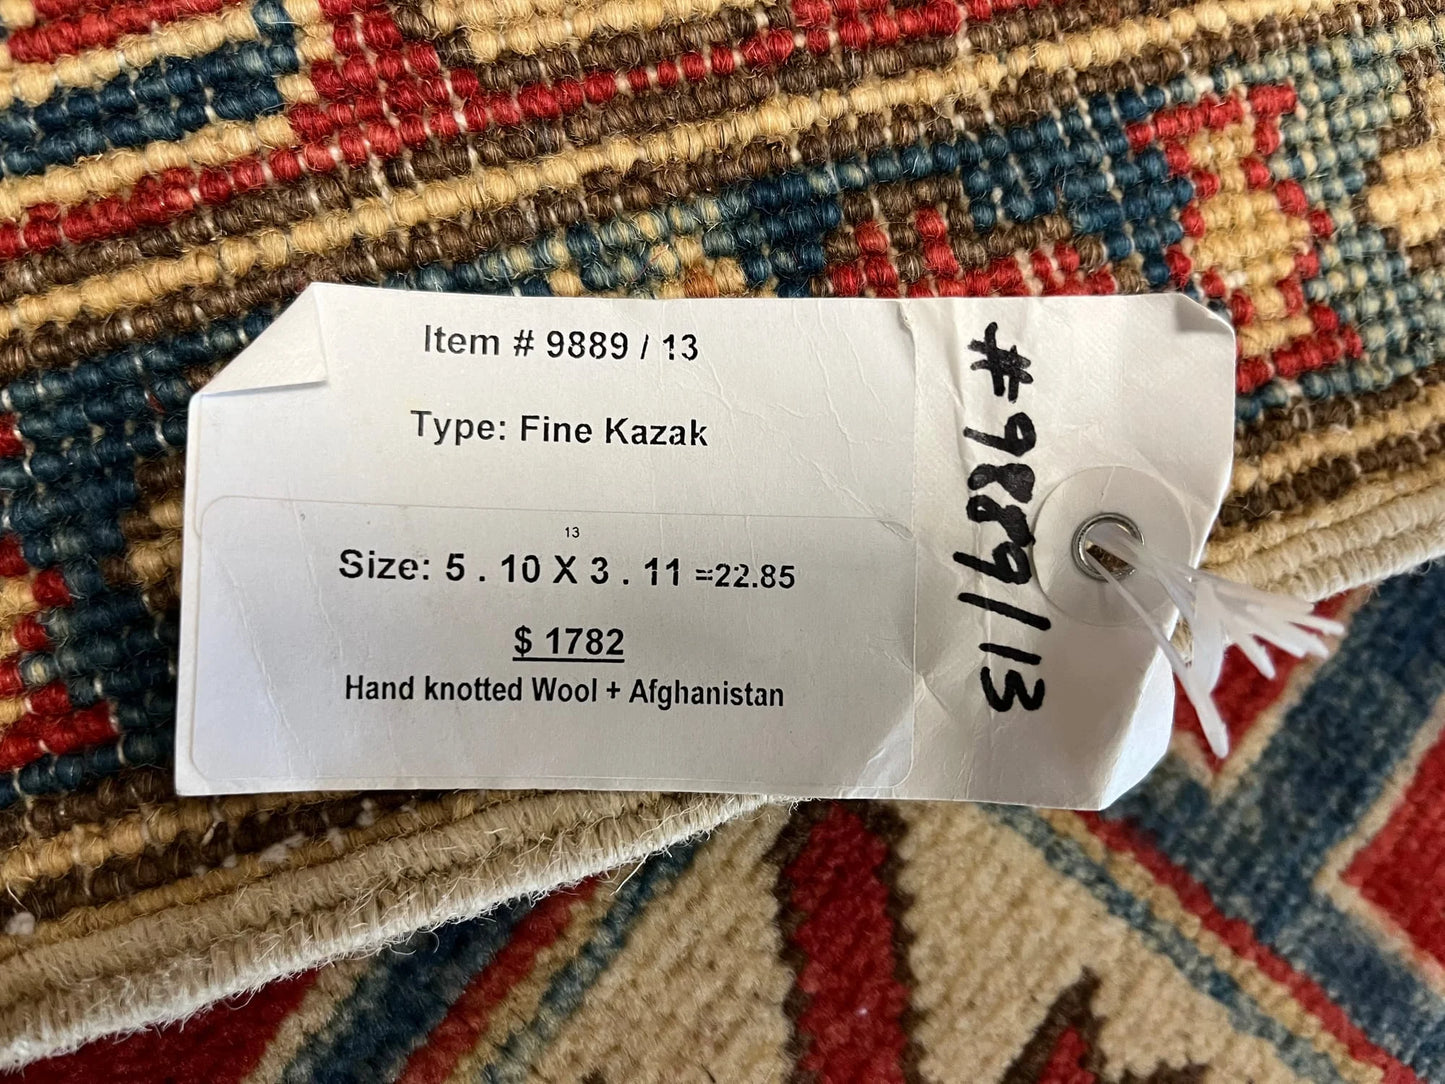 Item # 9889 / 13
Type: Fine Kazak
13
Size: 5 . 10 X 3 . 11 =22.85
$ 1782
Hand knotted Wool + Afghanistan
#9889/13